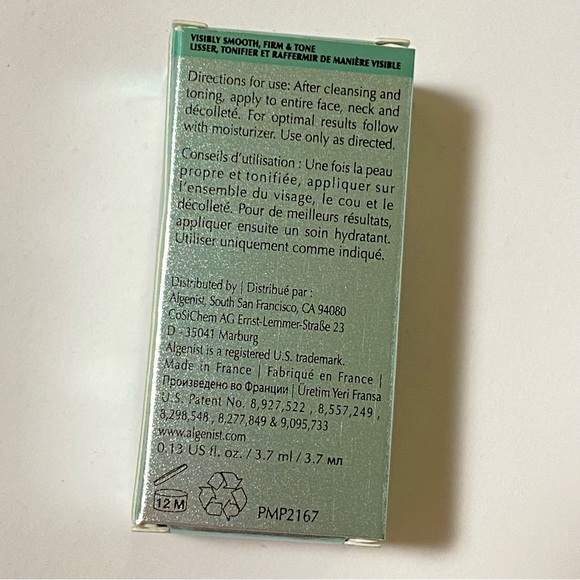 VISIBLY SMOOTH, FIRM & TONE
LISSER, TONIFIER ET RAFFERMIR DE MANIÈRE VISIBLE
Directions for use: After cleansing and
toning, apply to entire face, neck and
décolleté. For optimal results follow
with moisturizer. Use only as directed.
Conseils d'utilisation : Une fois la peau
propre et tonifiée, appliquer sur
l'ensemble du visage, le cou et le
décolleté. Pour de meilleurs résultats,
appliquer ensuite un soin hydratant.
Utiliser uniquement comme indiqué.
Distributed by | Distribué par :
Algenist, South San Francisco, CA 94080
CoSiChem AG Ernst-Lemmer-Straße 23
D - 35041 Marburg
Algenist is a registered U.S. trademark.
Made in France | Fabriqué en France |
Произведено во Франции | Üretim Yeri Fransa
U.S. Patent No. 8,927,522 , 8,557,249 ,
8,298,548 , 8,277,849 & 9,095,733
www.algenist.com
0.13 US fl. oz. / 3.7 ml / 3.7 мл
12 M
PMP2167